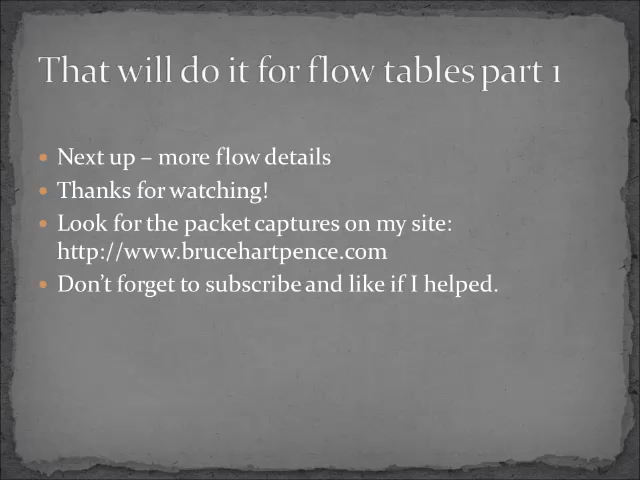 That will do it for flow tables part 1
Next up – more flow details
Thanks for watching!
Look for the packet captures on my site:
http://www.brucehartpence.com
Don’t forget to subscribe and like if I helped.